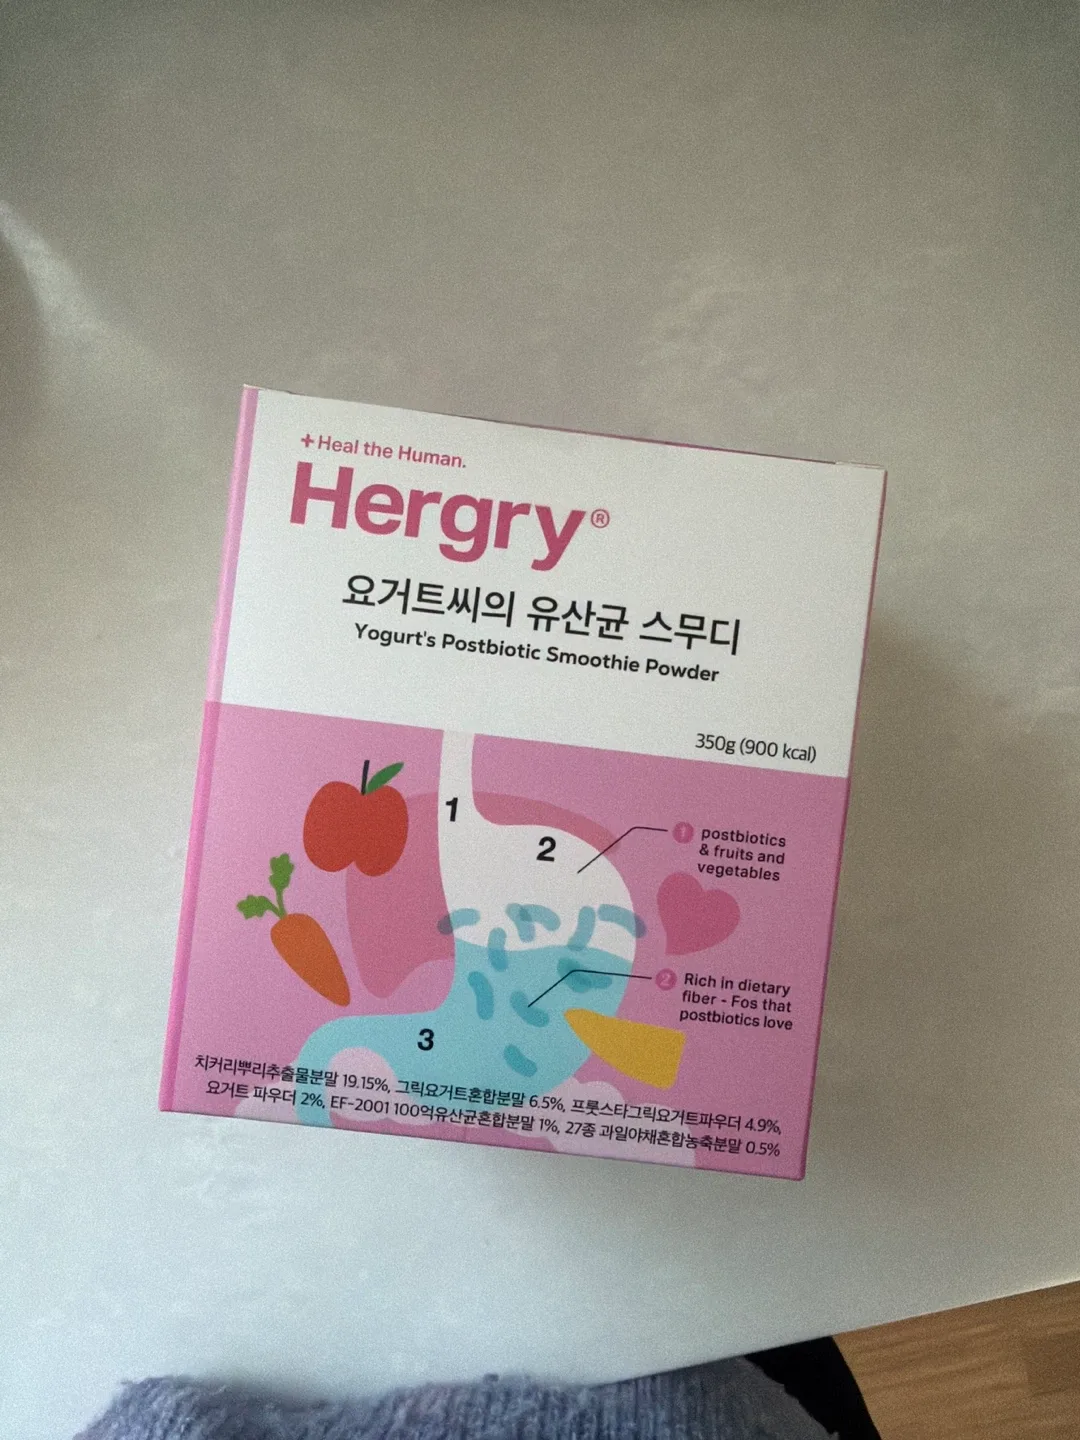 +Heal the Human.
Hergry®
요거트씨의 유산균 스무디
Yogurt's Postbiotic Smoothie Powder
350g (900 kcal)
1
2
1 postbiotics
& fruits and
vegetables
2 Rich in dietary
fiber - Fos that
postbiotics love
3
치커리뿌리추출물분말 19.15%, 그릭요거트혼합분말 6.5%, 프룻스타그릭요거트파우더 4.9%,
요거트 파우더 2%, EF-2001 100억유산균혼합분말 1%, 27종 과일야채혼합농축분말 0.5%